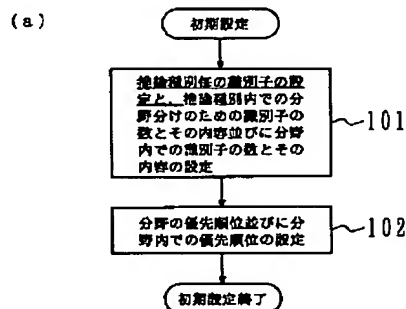 (a)
初期設定
推論種別毎の識別子の設
定と、推論種別内での分
野分けのための識別子の
数とその内容並びに分野
内での識別子の数とその
内容の設定
101
分野の優先順位並びに分
野内での優先順位の設定
102
初期設定終了